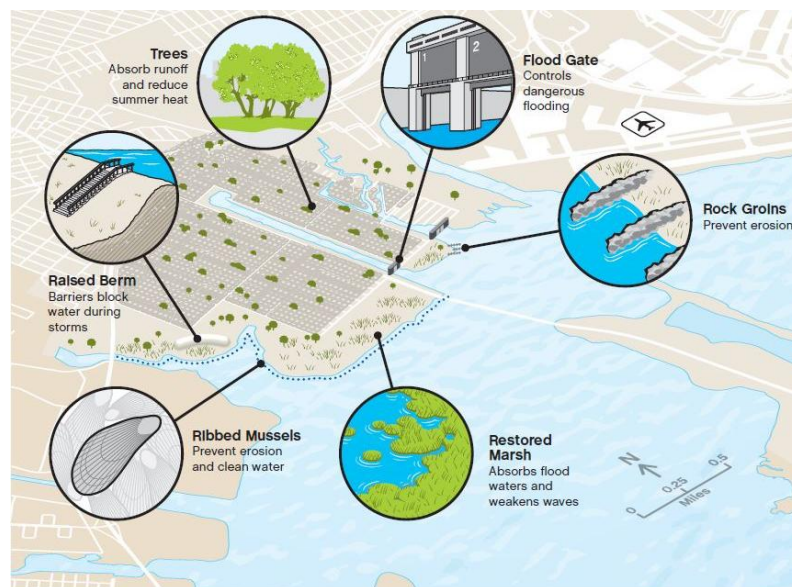 Trees
Absorb runoff
and reduce
summer heat
1
2
Flood Gate
Controls
dangerous
flooding
Rock Groins
Prevent erosion
Raised Berm
Barriers block
water during
storms
Ribbed Mussels
Prevent erosion
and clean water
Restored
Marsh
Absorbs flood
waters and
weakens waves
N
0
0.25
0.5
Miles